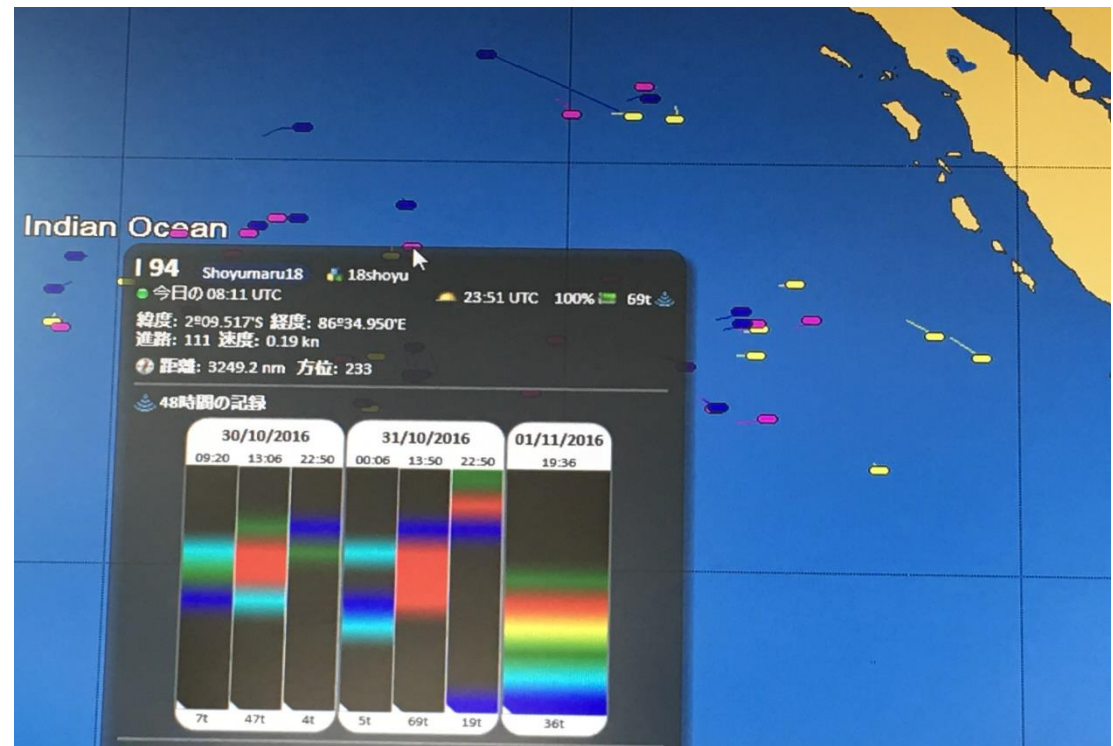 Indian Ocean
I 94 Shoyumaru18 18shoyu
今日の 08:11 UTC 23:51 UTC 100% 69t
緯度: 2º09.517'S 経度: 86º34.950'E
進路: 111 速度: 0.19 kn
距離: 3249.2 nm 方位: 233
48時間の記録
30/10/2016 31/10/2016 01/11/2016
09:20 13:06 22:50 00:06 13:50 22:50 19:36
7t 47t 4t 5t 69t 19t 36t